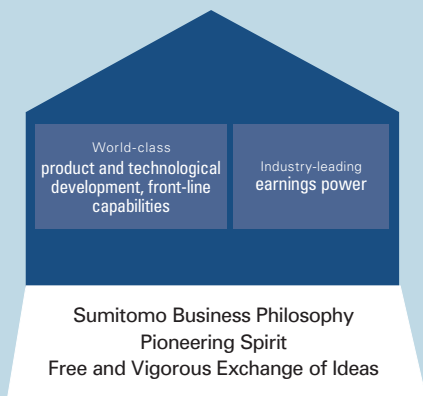 World-class
product and technological
development, front-line
capabilities
Industry-leading
earnings power
Sumitomo Business Philosophy
Pioneering Spirit
Free and Vigorous Exchange of Ideas